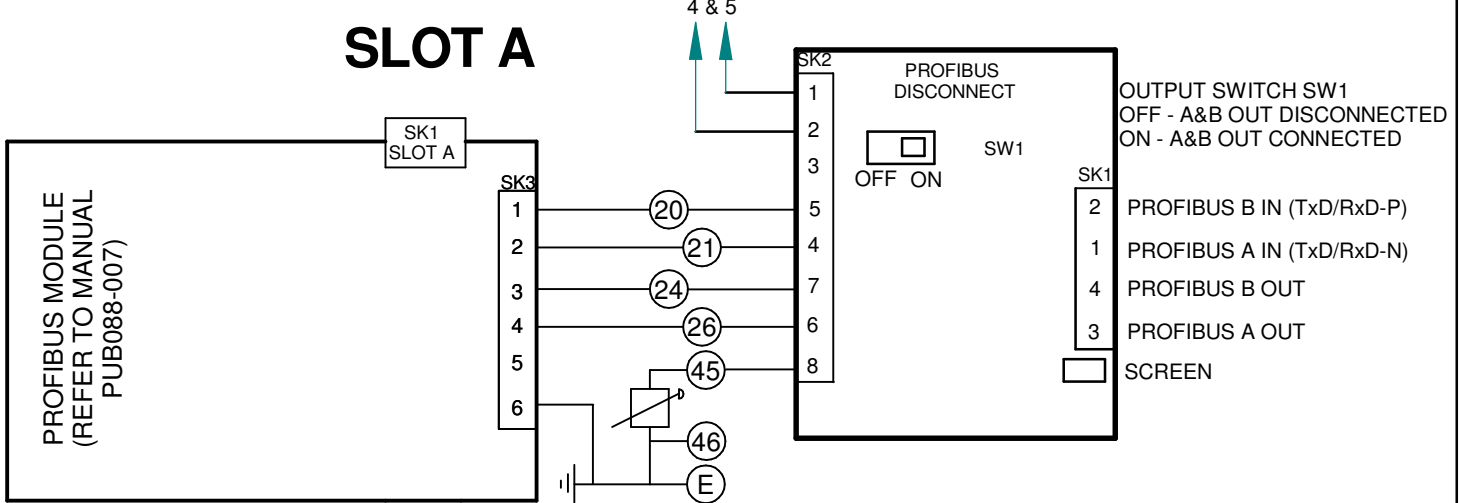 4 & 5
SLOT A
SK1
SLOT A
PROFIBUS MODULE
(REFER TO MANUAL
PUB088-007)
SK3
1
2
3
4
5
6
20
21
24
26
45
46
E
SK2
1
2
3
5
4
7
6
8
PROFIBUS
DISCONNECT
SW1
OFF ON
OUTPUT SWITCH SW1
OFF - A&B OUT DISCONNECTED
ON - A&B OUT CONNECTED
SK1
2 PROFIBUS B IN (TxD/RxD-P)
1 PROFIBUS A IN (TxD/RxD-N)
4 PROFIBUS B OUT
3 PROFIBUS A OUT
SCREEN